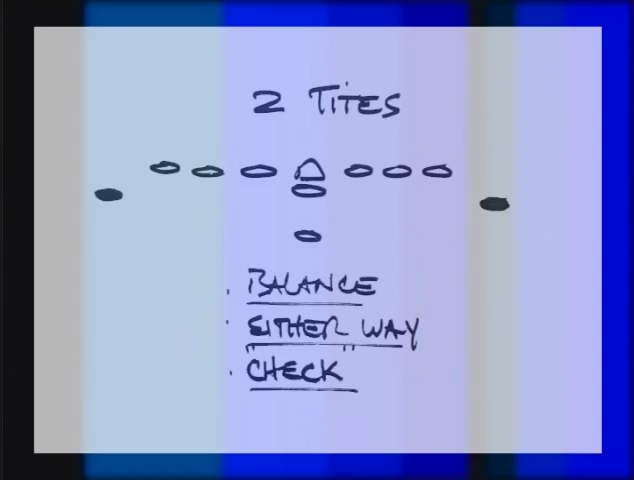 2 TITES
. BALANCE
. EITHER WAY
. "CHECK"